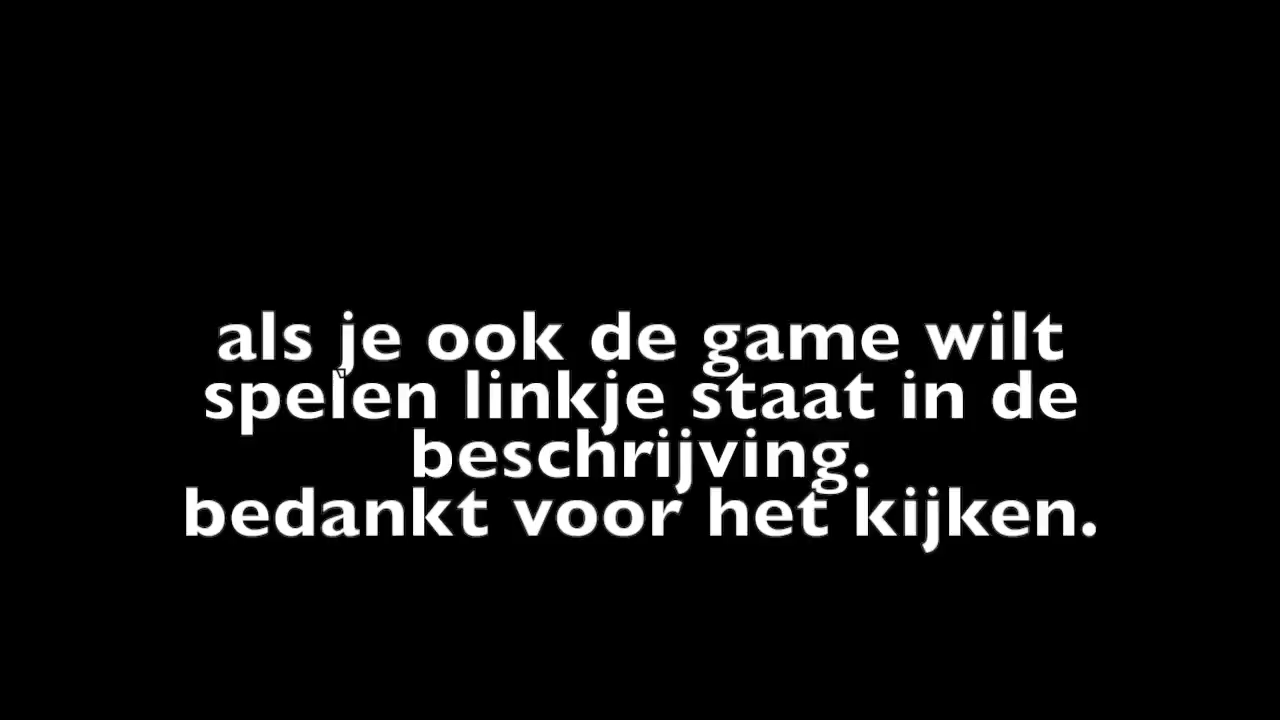 als je ook de game wilt
spelen linkje staat in de
beschrijving.
bedankt voor het kijken.